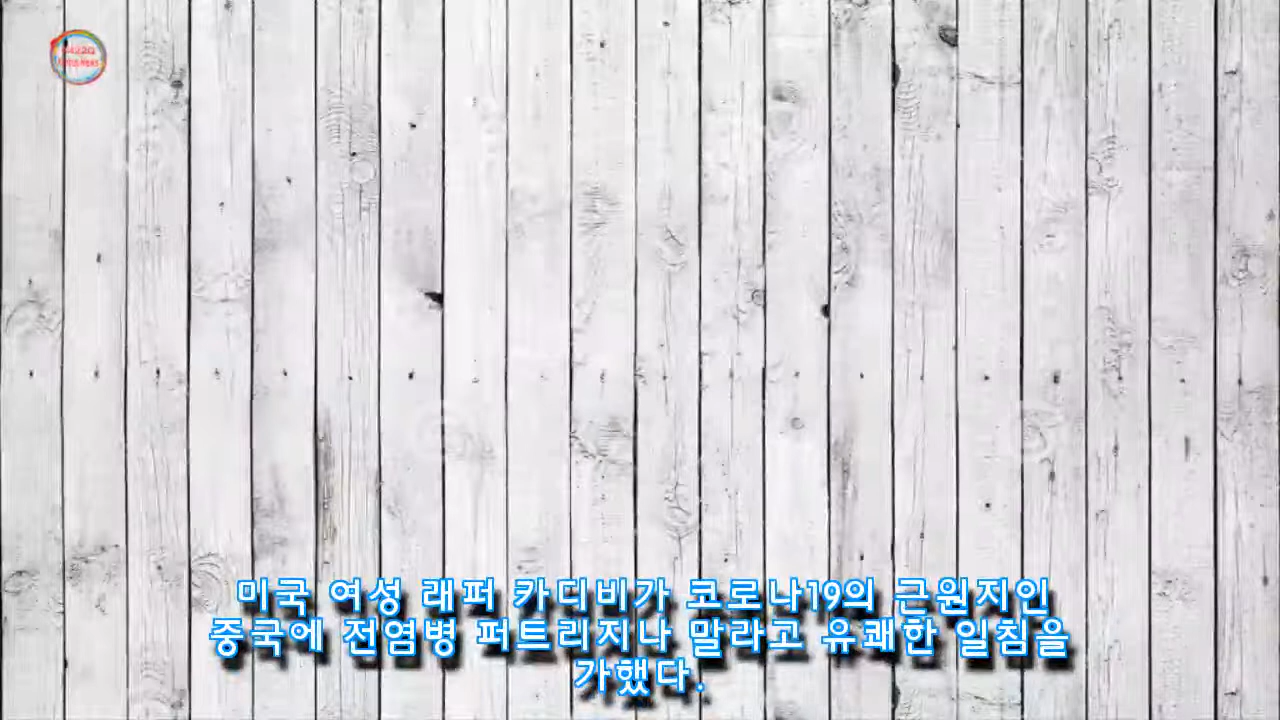 미국 여성 래퍼 카디비가 코로나19의 근원지인
중국에 전염병 퍼트리지나 말라고 유쾌한 일침을
가했다.